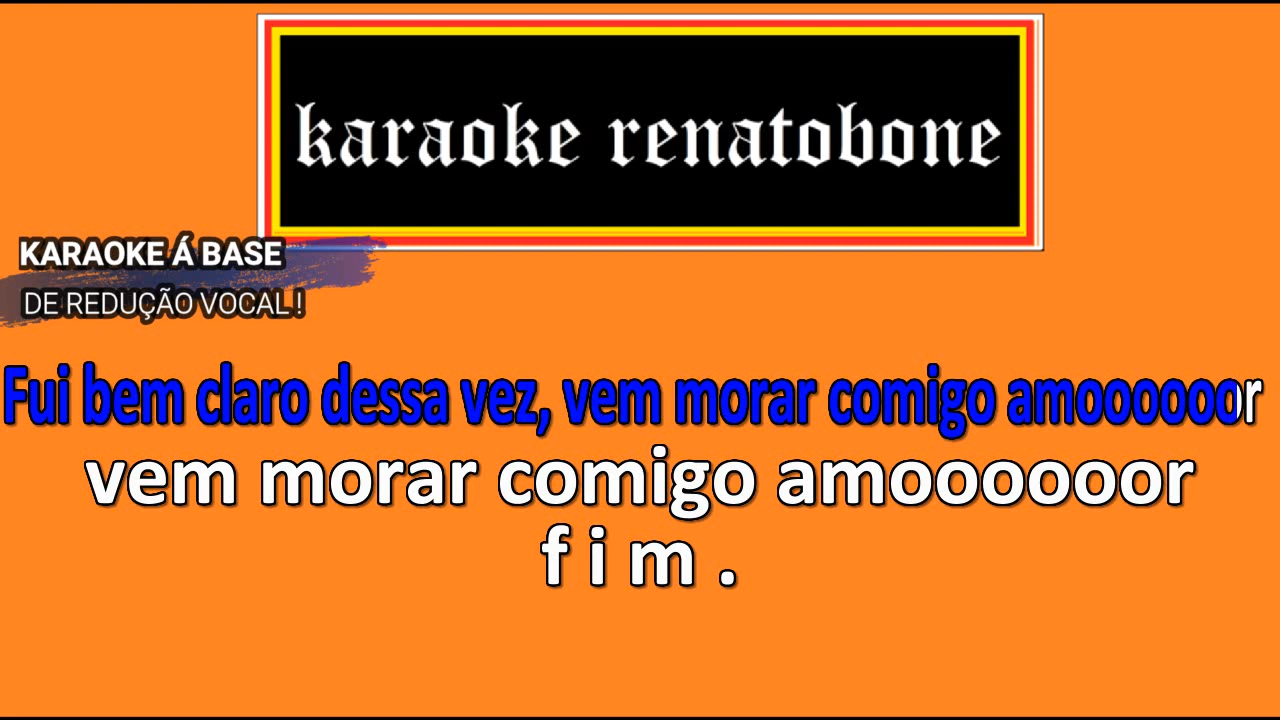 karaoke renatobone
KARAOKE Á BASE
DE REDUÇÃO VOCAL !
Fui bem claro dessa vez, vem morar comigo amoooooor
vem morar comigo amoooooor
f i m .